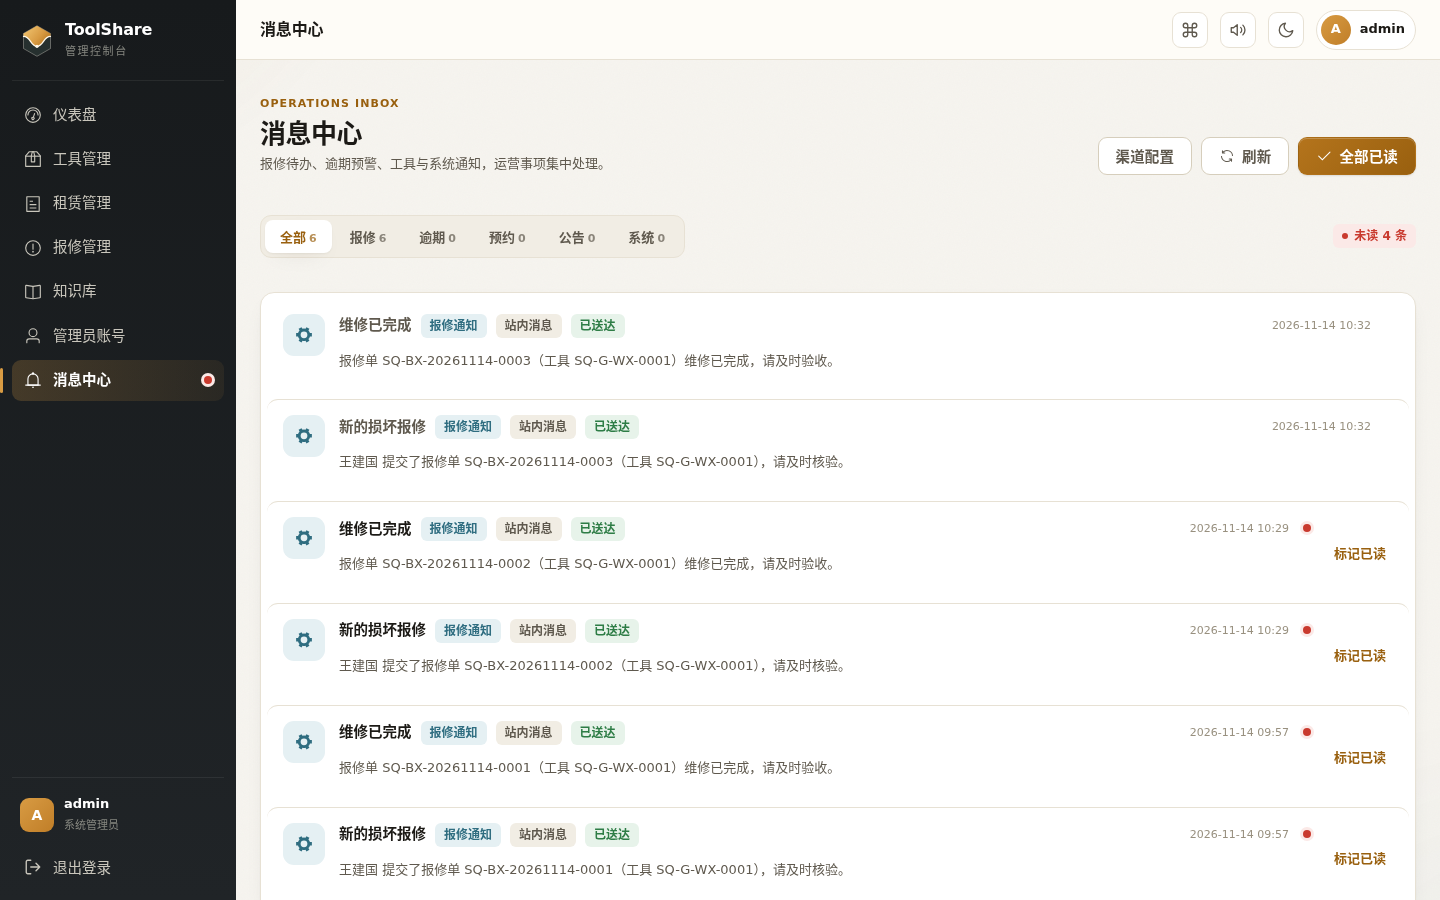 ToolShare
管理控制台
仪表盘
工具管理
租赁管理
报修管理
知识库
管理员账号
消息中心
A
admin
系统管理员
退出登录
消息中心
A admin
OPERATIONS INBOX
消息中心
报修待办、逾期预警、工具与系统通知，运营事项集中处理。
渠道配置 刷新 全部已读
全部 6 报修 6 逾期 0 预约 0 公告 0 系统 0
未读 4 条
维修已完成 报修通知 站内消息 已送达 2026-11-14 10:32
报修单 SQ-BX-20261114-0003（工具 SQ-G-WX-0001）维修已完成，请及时验收。
新的损坏报修 报修通知 站内消息 已送达 2026-11-14 10:32
王建国 提交了报修单 SQ-BX-20261114-0003（工具 SQ-G-WX-0001），请及时核验。
维修已完成 报修通知 站内消息 已送达 2026-11-14 10:29
标记已读
报修单 SQ-BX-20261114-0002（工具 SQ-G-WX-0001）维修已完成，请及时验收。
新的损坏报修 报修通知 站内消息 已送达 2026-11-14 10:29
标记已读
王建国 提交了报修单 SQ-BX-20261114-0002（工具 SQ-G-WX-0001），请及时核验。
维修已完成 报修通知 站内消息 已送达 2026-11-14 09:57
标记已读
报修单 SQ-BX-20261114-0001（工具 SQ-G-WX-0001）维修已完成，请及时验收。
新的损坏报修 报修通知 站内消息 已送达 2026-11-14 09:57
标记已读
王建国 提交了报修单 SQ-BX-20261114-0001（工具 SQ-G-WX-0001），请及时核验。